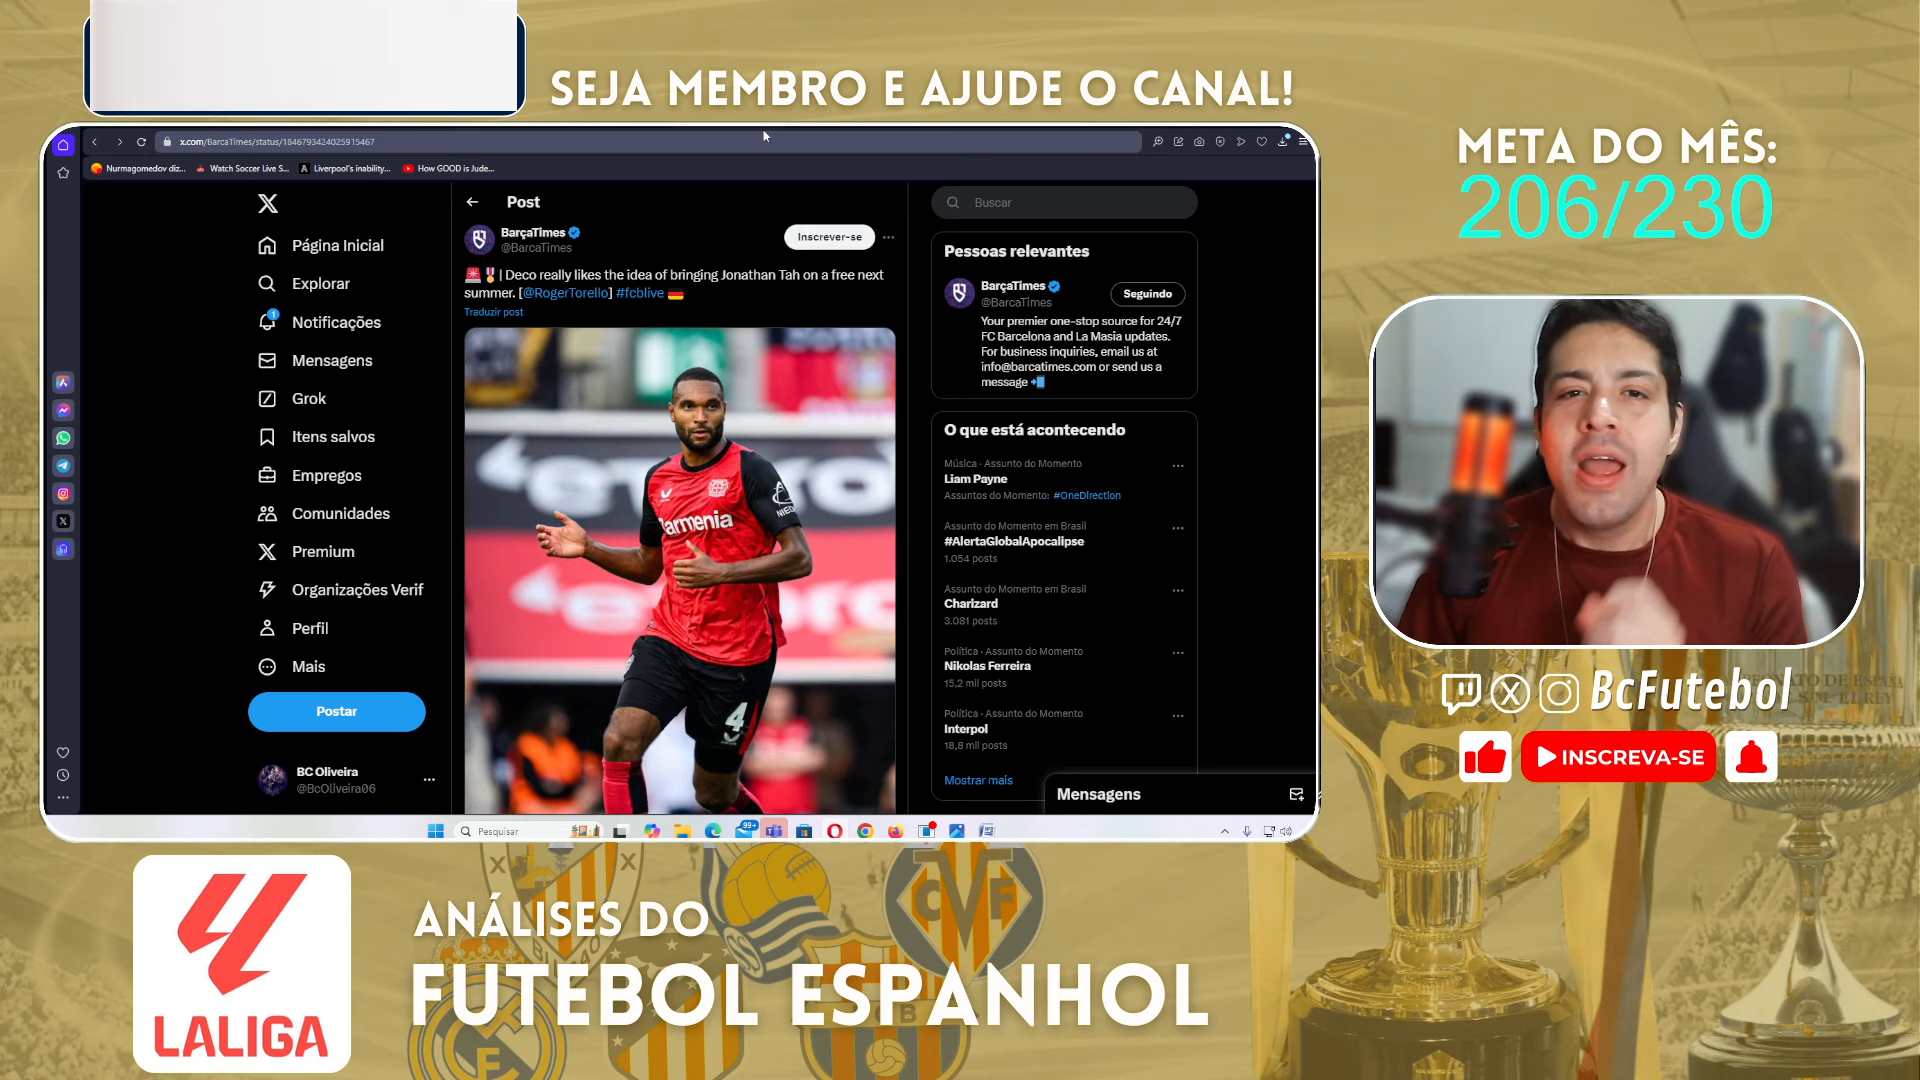 SEJA MEMBRO E AJUDE O CANAL!
x.com/BarcaTimes/status/1846793424025915467
Nurmagomedov diz...
Watch Soccer Live S...
Liverpool's inability...
How GOOD is Jude...
Página Inicial
Explorar
1
Notificações
Mensagens
Grok
Itens salvos
Empregos
Comunidades
Premium
Organizações Verif
Perfil
Mais
Postar
BC Oliveira
@BcOliveira06
Post
BarçaTimes
@BarcaTimes
Inscrever-se
🚨🎖️| Deco really likes the idea of bringing Jonathan Tah on a free next
summer. [@RogerTorello] #fcblive 🇩🇪
Traduzir post
Barmenia
4
Buscar
Pessoas relevantes
BarçaTimes
@BarcaTimes
Seguindo
Your premier one-stop source for 24/7
FC Barcelona and La Masia updates.
For business inquiries, email us at
info@barcatimes.com or send us a
message 📲
O que está acontecendo
Música · Assunto do Momento
Liam Payne
Assuntos do Momento: #OneDirection
Assunto do Momento em Brasil
#AlertaGlobalApocalipse
1.054 posts
Assunto do Momento em Brasil
Charizard
3.081 posts
Política · Assunto do Momento
Nikolas Ferreira
15,2 mil posts
Política · Assunto do Momento
Interpol
18,8 mil posts
Mostrar mais
Mensagens
Pesquisar
99+
META DO MÊS:
206/230
BcFutebol
INSCREVA-SE
LALIGA
ANÁLISES DO
FUTEBOL ESPANHOL